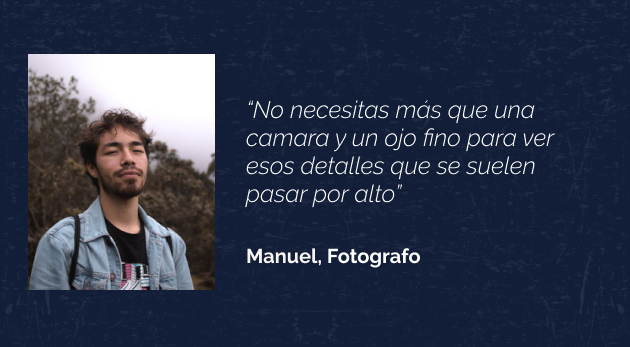 “No necesitas más que una
camara y un ojo fino para ver
esos detalles que se suelen
pasar por alto”
Manuel, Fotografo